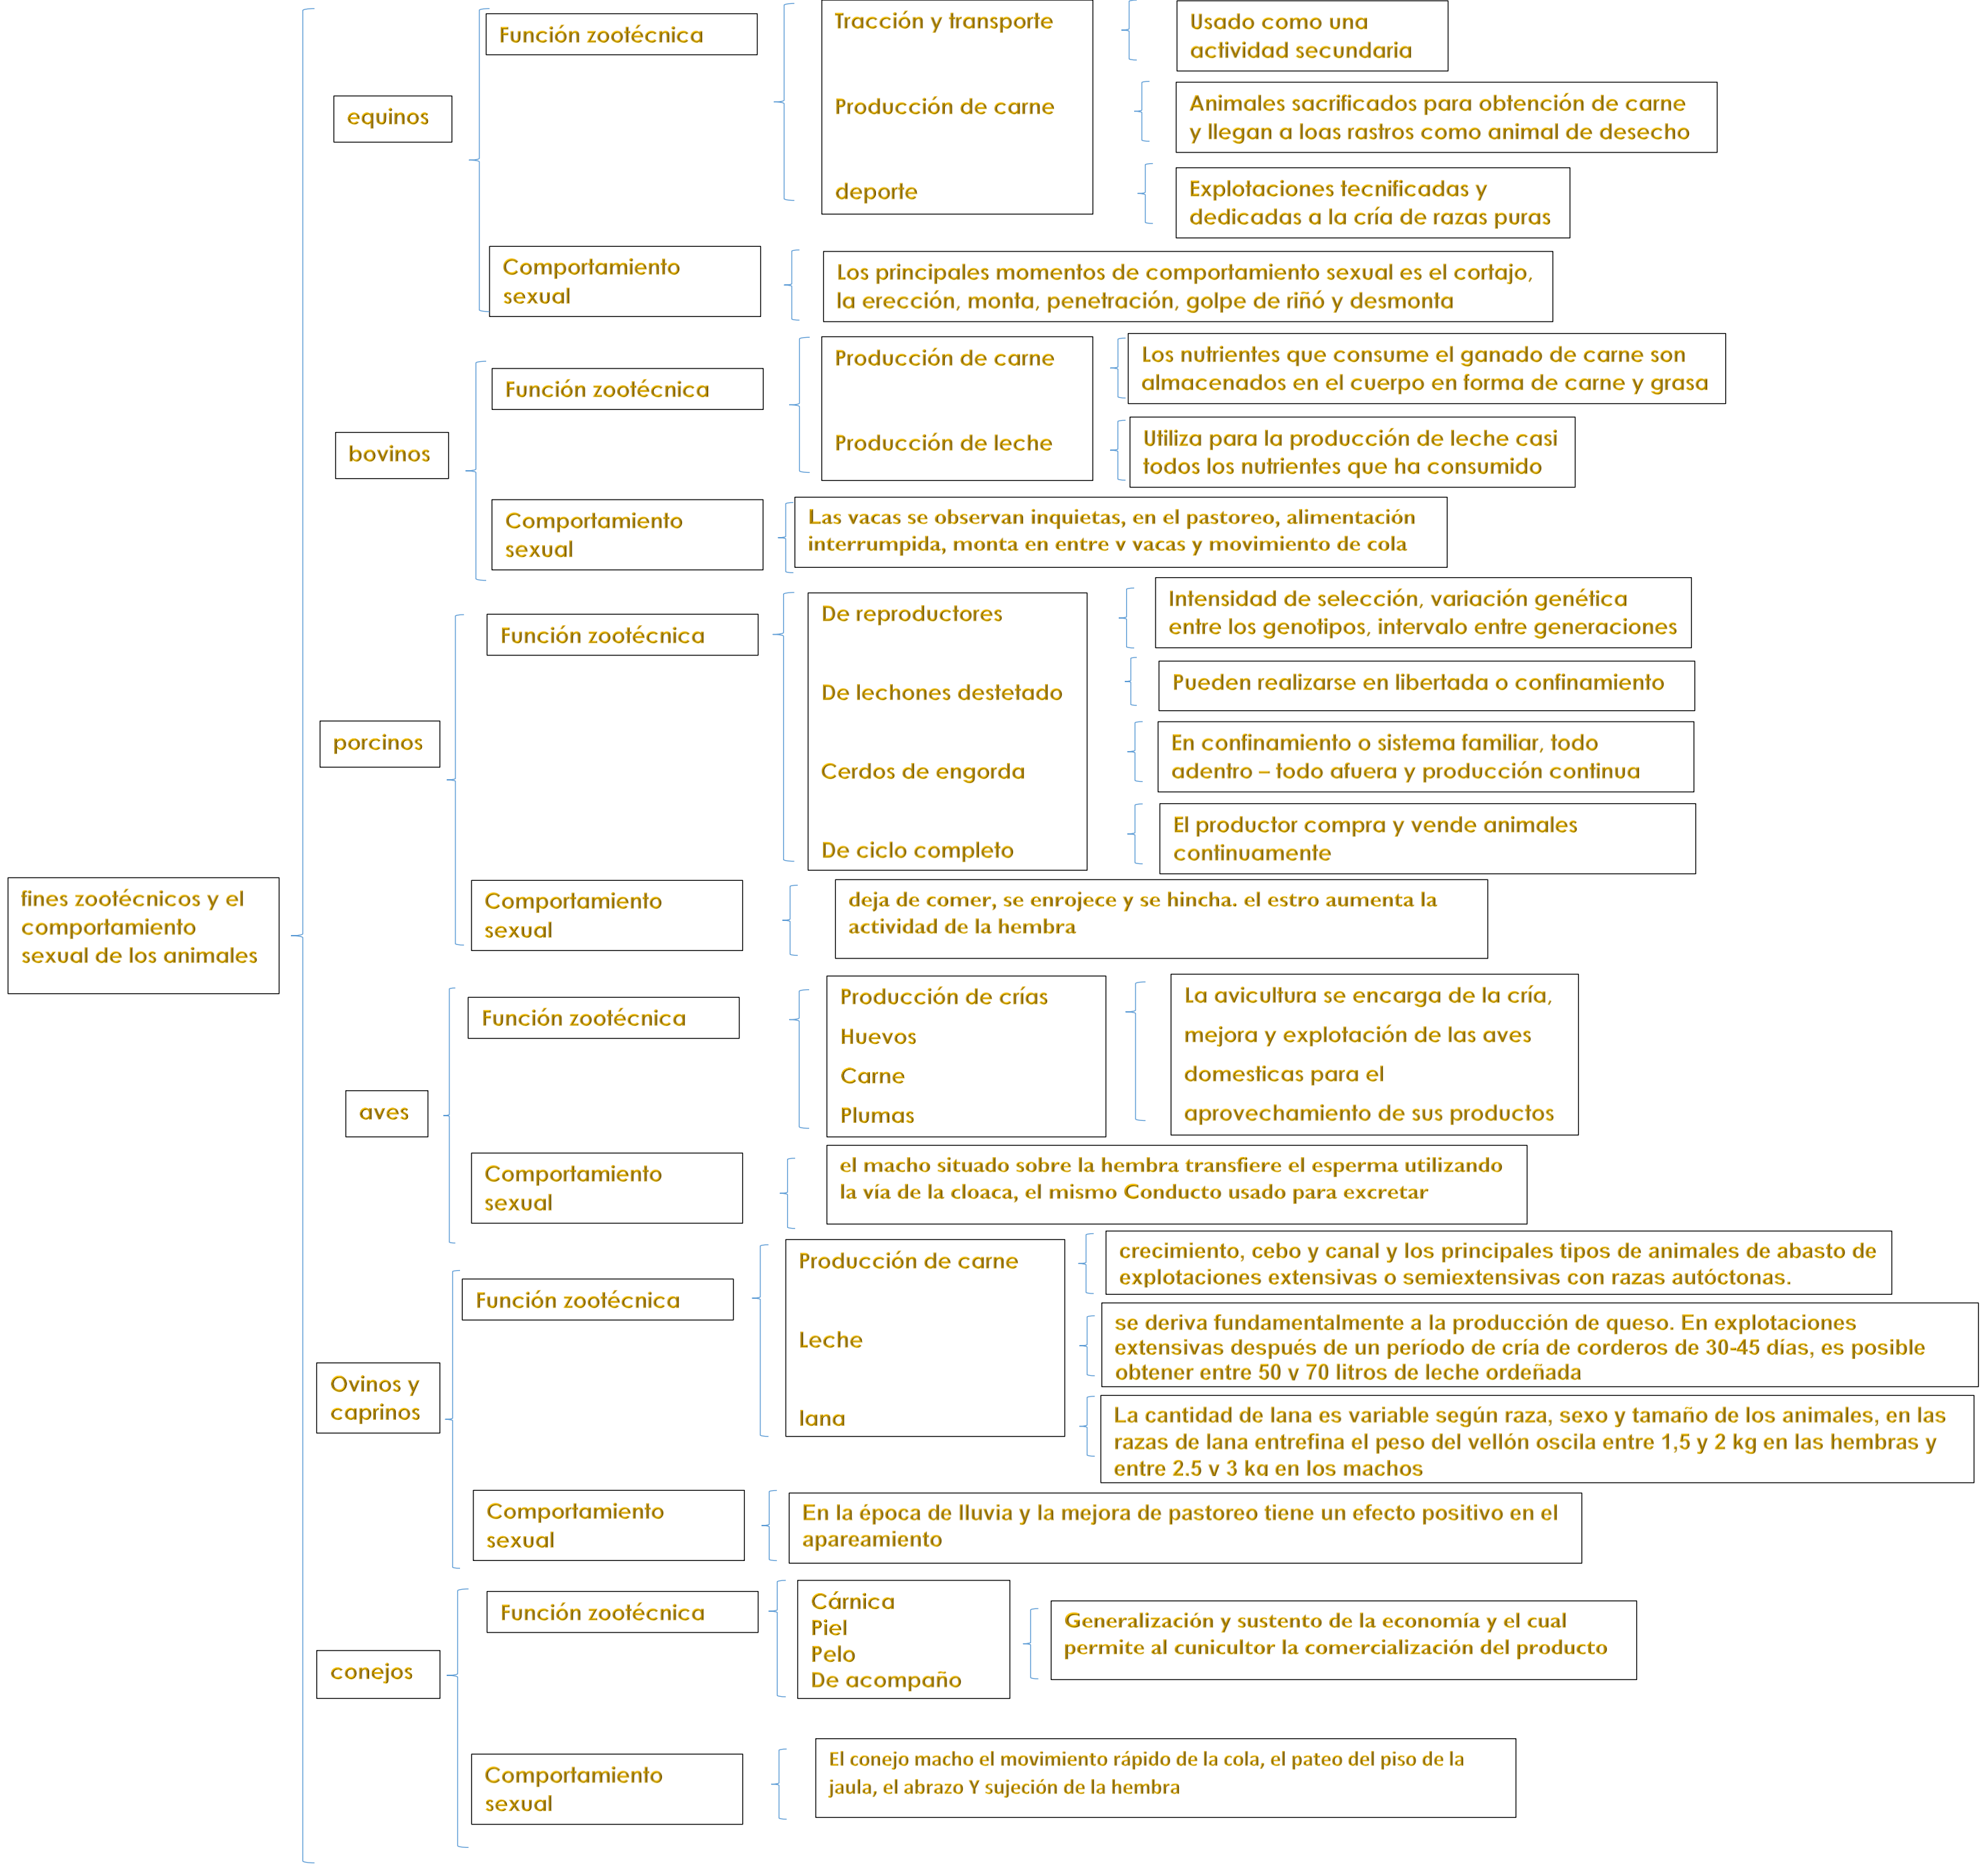 fines zootécnicos y el
comportamiento
sexual de los animales
equinos
Función zootécnica
Tracción y transporte
Usado como una
actividad secundaria
Producción de carne
Animales sacrificados para obtención de carne
y llegan a loas rastros como animal de desecho
deporte
Explotaciones tecnificadas y
dedicadas a la cría de razas puras
Comportamiento
sexual
Los principales momentos de comportamiento sexual es el cortajo,
la erección, monta, penetración, golpe de riñó y desmonta
bovinos
Función zootécnica
Producción de carne
Los nutrientes que consume el ganado de carne son
almacenados en el cuerpo en forma de carne y grasa
Producción de leche
Utiliza para la producción de leche casi
todos los nutrientes que ha consumido
Comportamiento
sexual
Las vacas se observan inquietas, en el pastoreo, alimentación
interrumpida, monta en entre v vacas y movimiento de cola
porcinos
Función zootécnica
De reproductores
Intensidad de selección, variación genética
entre los genotipos, intervalo entre generaciones
De lechones destetado
Pueden realizarse en libertada o confinamiento
Cerdos de engorda
En confinamiento o sistema familiar, todo
adentro – todo afuera y producción continua
De ciclo completo
El productor compra y vende animales
continuamente
Comportamiento
sexual
deja de comer, se enrojece y se hincha. el estro aumenta la
actividad de la hembra
aves
Función zootécnica
Producción de crías
Huevos
Carne
Plumas
La avicultura se encarga de la cría,
mejora y explotación de las aves
domesticas para el
aprovechamiento de sus productos
Comportamiento
sexual
el macho situado sobre la hembra transfiere el esperma utilizando
la vía de la cloaca, el mismo Conducto usado para excretar
Ovinos y
caprinos
Función zootécnica
Producción de carne
crecimiento, cebo y canal y los principales tipos de animales de abasto de
explotaciones extensivas o semiextensivas con razas autóctonas.
Leche
se deriva fundamentalmente a la producción de queso. En explotaciones
extensivas después de un período de cría de corderos de 30-45 días, es posible
obtener entre 50 y 70 litros de leche ordeñada
lana
La cantidad de lana es variable según raza, sexo y tamaño de los animales, en las
razas de lana entrefina el peso del vellón oscila entre 1,5 y 2 kg en las hembras y
entre 2.5 y 3 kg en los machos
Comportamiento
sexual
En la época de lluvia y la mejora de pastoreo tiene un efecto positivo en el
apareamiento
conejos
Función zootécnica
Cárnica
Piel
Pelo
De acompaño
Generalización y sustento de la economía y el cual
permite al cunicultor la comercialización del producto
Comportamiento
sexual
El conejo macho el movimiento rápido de la cola, el pateo del piso de la
jaula, el abrazo Y sujeción de la hembra